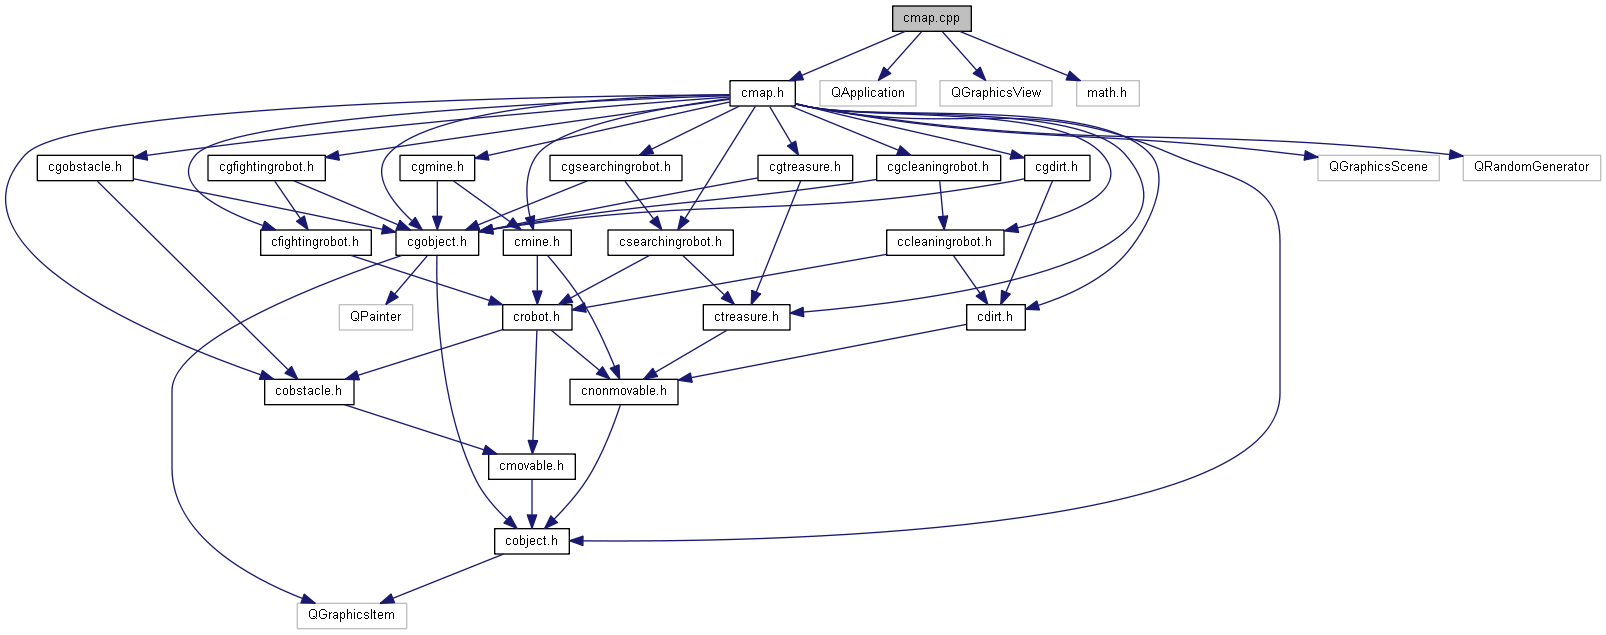 cmap.cpp
cmap.h
QApplication
QGraphicsView
math.h
cgobstacle.h
cgfightingrobot.h
cgmine.h
cgsearchingrobot.h
cgtreasure.h
cgcleaningrobot.h
cgdirt.h
QGraphicsScene
QRandomGenerator
cfightingrobot.h
cgobject.h
cmine.h
csearchingrobot.h
ccleaningrobot.h
QPainter
crobot.h
ctreasure.h
cdirt.h
cobstacle.h
cnonmovable.h
cmovable.h
cobject.h
QGraphicsItem